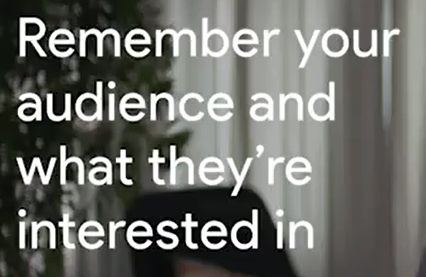 Remember your
audience and
what they're
interested in